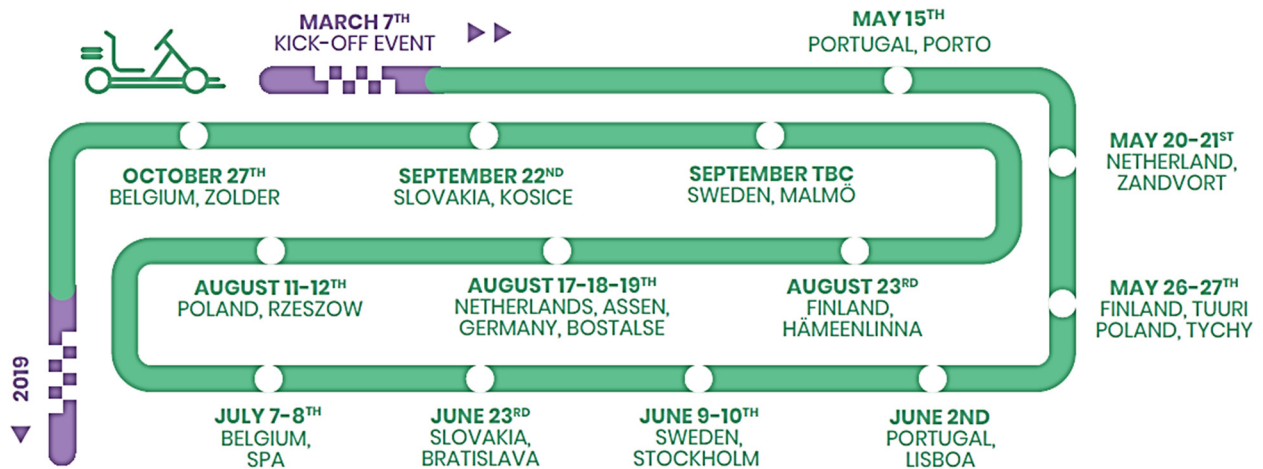 MARCH 7TH
KICK-OFF EVENT
MAY 15TH
PORTUGAL, PORTO
MAY 20-21ST
NETHERLAND,
ZANDVORT
MAY 26-27TH
FINLAND, TUURI
POLAND, TYCHY
JUNE 2ND
PORTUGAL,
LISBOA
JUNE 9-10TH
SWEDEN,
STOCKHOLM
JUNE 23RD
SLOVAKIA,
BRATISLAVA
JULY 7-8TH
BELGIUM,
SPA
AUGUST 11-12TH
POLAND, RZESZOW
AUGUST 17-18-19TH
NETHERLANDS, ASSEN,
GERMANY, BOSTALSE
AUGUST 23RD
FINLAND,
HÄMEENLINNA
SEPTEMBER TBC
SWEDEN, MALMÖ
SEPTEMBER 22ND
SLOVAKIA, KOSICE
OCTOBER 27TH
BELGIUM, ZOLDER
2019